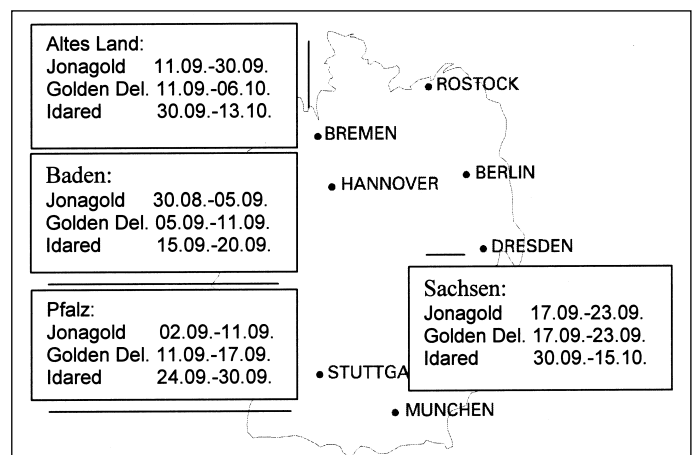 Altes Land:
Jonagold 11.09.-30.09.
Golden Del. 11.09.-06.10.
Idared 30.09.-13.10.
Baden:
Jonagold 30.08.-05.09.
Golden Del. 05.09.-11.09.
Idared 15.09.-20.09.
Pfalz:
Jonagold 02.09.-11.09.
Golden Del. 11.09.-17.09.
Idared 24.09.-30.09.
ROSTOCK
BREMEN
HANNOVER
BERLIN
DRESDEN
Sachsen:
Jonagold 17.09.-23.09.
Golden Del. 17.09.-23.09.
Idared 30.09.-15.10.
STUTTGA
MUNCHEN